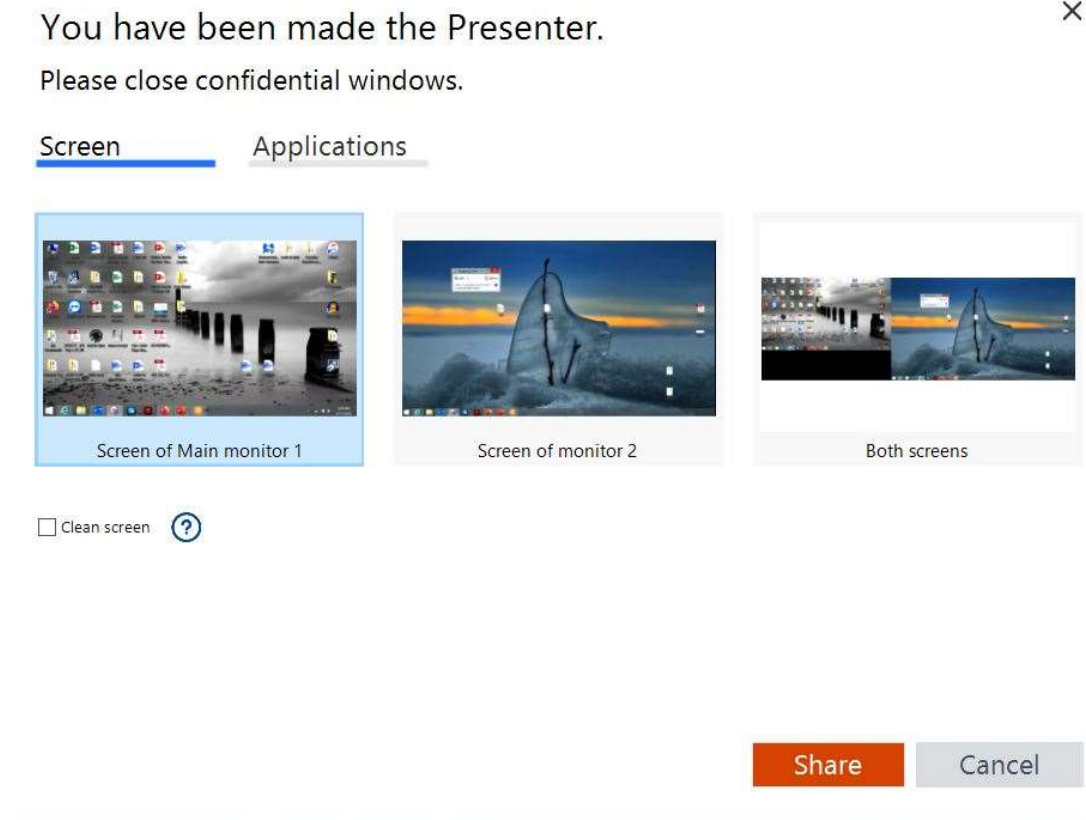 You have been made the Presenter.
Please close confidential windows.
Screen Applications
Screen of Main monitor 1 Screen of monitor 2 Both screens
Clean screen ?
Share Cancel